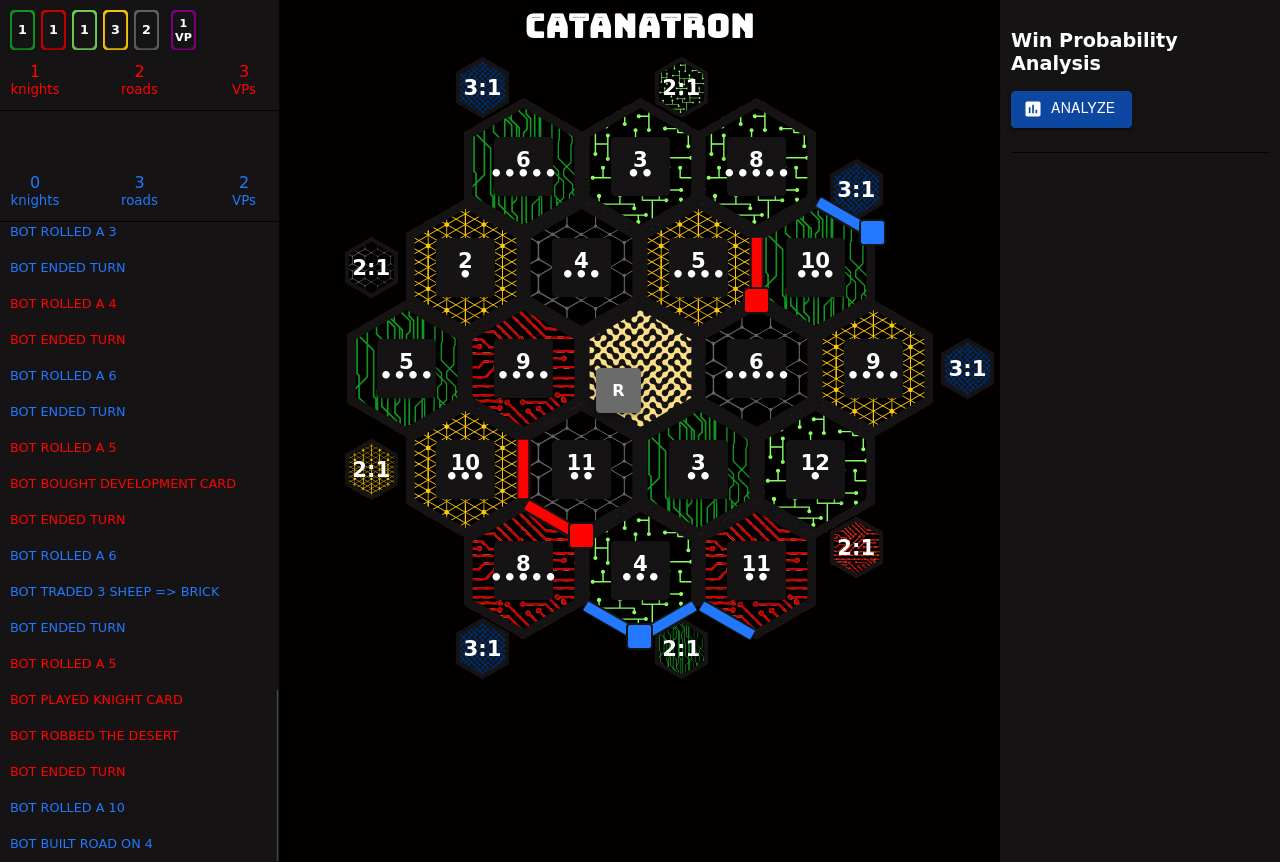 1 1 1 3 2 1 VP
1 2 3
knights roads VPs
0 3 2
knights roads VPs
BOT ROLLED A 3
BOT ENDED TURN
BOT ROLLED A 4
BOT ENDED TURN
BOT ROLLED A 6
BOT ENDED TURN
BOT ROLLED A 5
BOT BOUGHT DEVELOPMENT CARD
BOT ENDED TURN
BOT ROLLED A 6
BOT TRADED 3 SHEEP => BRICK
BOT ENDED TURN
BOT ROLLED A 5
BOT PLAYED KNIGHT CARD
BOT ROBBED THE DESERT
BOT ENDED TURN
BOT ROLLED A 10
BOT BUILT ROAD ON 4
CATANATRON
3:1 2:1
6 3 8
3:1
2:1 2 4 5 10
5 9 6 9 3:1
R
2:1 10 11 3 12
2:1
8 4 11
3:1 2:1
Win Probability
Analysis
ANALYZE